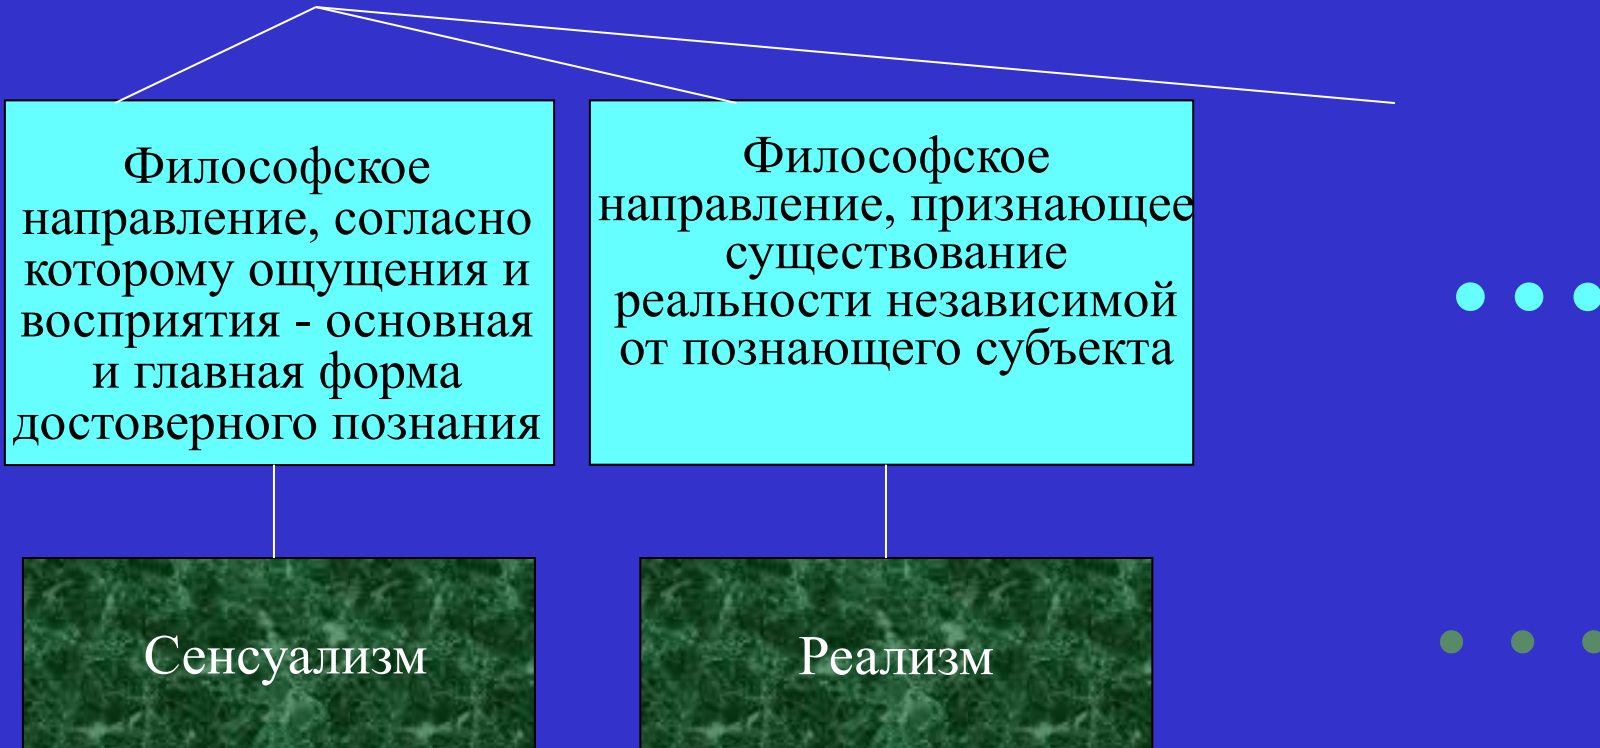 Философское
направление, согласно
которому ощущения и
восприятия - основная
и главная форма
достоверного познания
Философское
направление, признающее
существование
реальности независимой
от познающего субъекта
Сенсуализм
Реализм